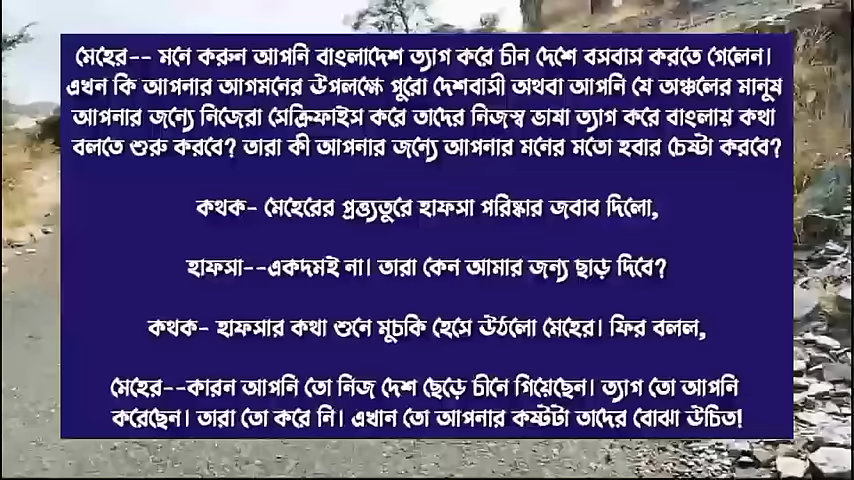 মেহের-- মনে করুন আপনি বাংলাদেশ ত্যাগ করে চীন দেশে বসবাস করতে গেলেন।
এখন কি আপনার আগমনের উপলক্ষে পুরো দেশবাসী অথবা আপনি যে অঞ্চলের মানুষ
আপনার জন্যে নিজেরা সেক্রিফাইস করে তাদের নিজস্ব ভাষা ত্যাগ করে বাংলায় কথা
বলতে শুরু করবে? তারা কী আপনার জন্যে আপনার মনের মতো হবার চেষ্টা করবে?
কথক- মেহেরের প্রত্ত্যতুরে হাফসা পরিষ্কার জবাব দিলো,
হাফসা--একদমই না। তারা কেন আমার জন্য ছাড় দিবে?
কথক- হাফসার কথা শুনে মুচকি হেসে উঠলো মেহের। ফির বলল,
মেহের--কারন আপনি তো নিজ দেশ ছেড়ে চীনে গিয়েছেন। ত্যাগ তো আপনি
করেছেন। তারা তো করে নি। এখান তো আপনার কষ্টটা তাদের বোঝা উচিত!